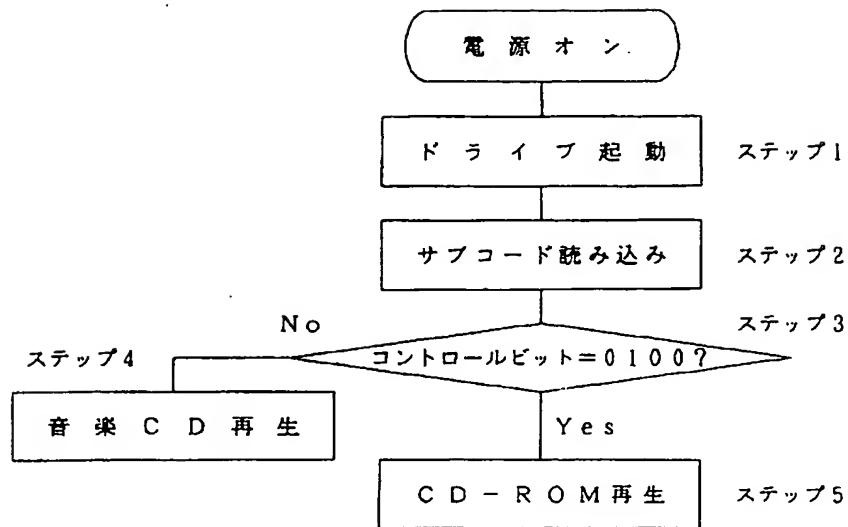 電源オン
ドライブ起動 ステップ1
サブコード読み込み ステップ2
No ステップ3
ステップ4 コントロールビット=0100?
音楽CD再生 Yes
CD-ROM再生 ステップ5